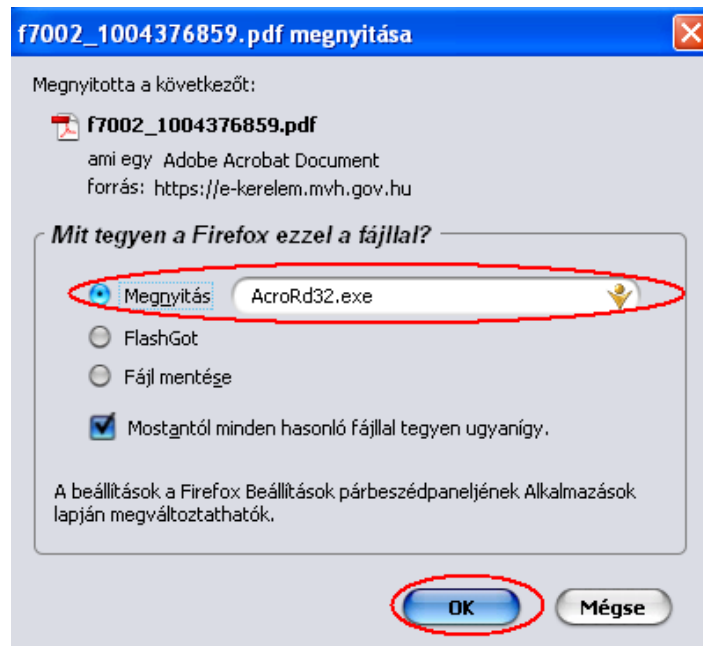 f7002_1004376859.pdf megnyitása
Megnyitotta a következőt:
f7002_1004376859.pdf
ami egy Adobe Acrobat Document
forrás: https://e-kerelem.mvh.gov.hu
Mit tegyen a Firefox ezzel a fájllal?
Megnyitás AcroRd32.exe
FlashGot
Fájl mentése
Mostantól minden hasonló fájllal tegyen ugyanígy.
A beállítások a Firefox Beállítások párbeszédpaneljének Alkalmazások
lapján megváltoztathatók.
OK Mégse